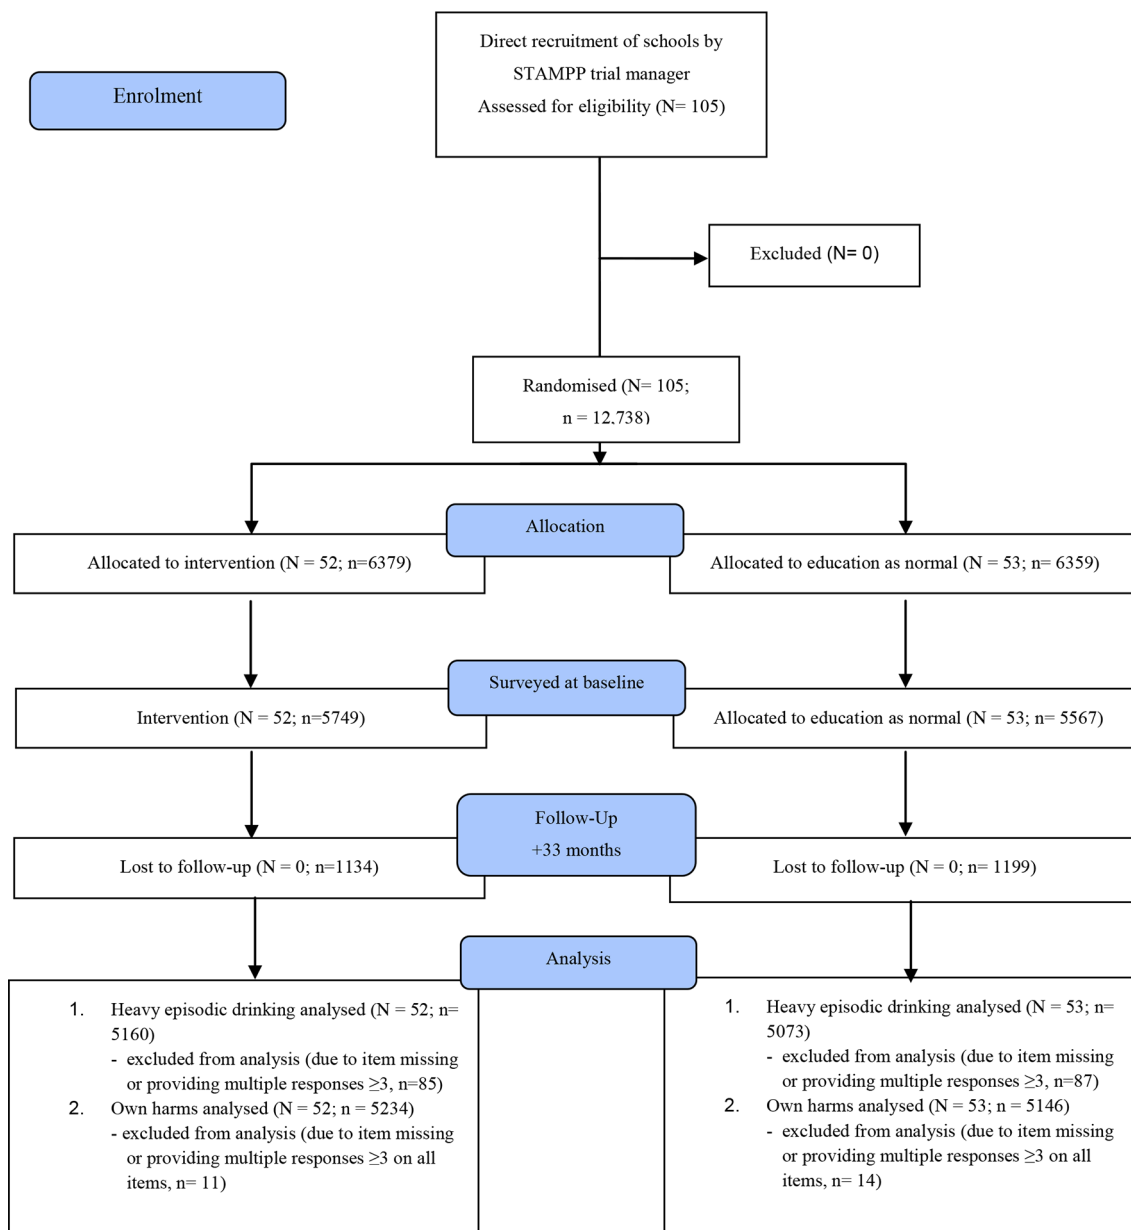 Direct recruitment of schools by
STAMPP trial manager
Assessed for eligibility (N= 105)
Enrolment
Excluded (N= 0)
Randomised (N= 105;
n = 12,738)
Allocation
Allocated to intervention (N = 52; n=6379)
Allocated to education as normal (N = 53; n= 6359)
Surveyed at baseline
Intervention (N = 52; n=5749)
Allocated to education as normal (N = 53; n= 5567)
Follow-Up
+33 months
Lost to follow-up (N = 0; n=1134)
Lost to follow-up (N = 0; n= 1199)
Analysis
1. Heavy episodic drinking analysed (N = 52; n=
5160)
- excluded from analysis (due to item missing
or providing multiple responses ≥3, n=85)
2. Own harms analysed (N = 52; n = 5234)
- excluded from analysis (due to item missing
or providing multiple responses ≥3 on all
items, n= 11)
1. Heavy episodic drinking analysed (N = 53; n=
5073)
- excluded from analysis (due to item missing
or providing multiple responses ≥3, n=87)
2. Own harms analysed (N = 53; n = 5146)
- excluded from analysis (due to item missing
or providing multiple responses ≥3 on all
items, n= 14)